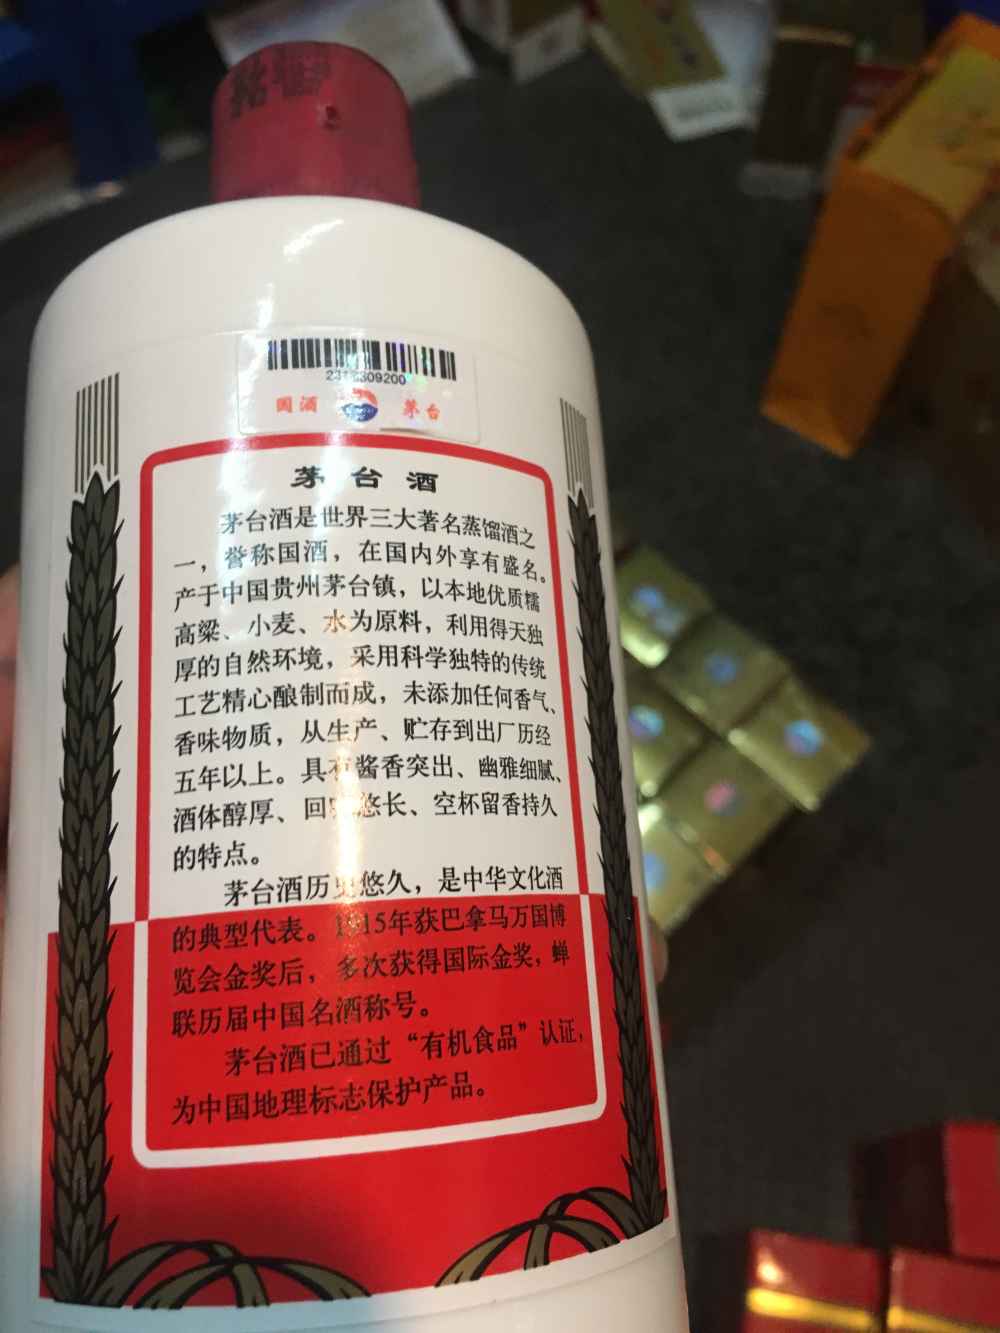 国酒 茅台
茅台酒
茅台酒是世界三大著名蒸馏酒之
一，誉称国酒，在国内外享有盛名。
产于中国贵州茅台镇，以本地优质糯
高粱、小麦、水为原料，利用得天独
厚的自然环境，采用科学独特的传统
工艺精心酿制而成，未添加任何香气、
香味物质，从生产、贮存到出厂历经
五年以上。具有酱香突出、幽雅细腻、
酒体醇厚、回味悠长、空杯留香持久
的特点。
茅台酒历史悠久，是中华文化酒
的典型代表。1915年获巴拿马万国博
览会金奖后，多次获得国际金奖，蝉
联历届中国名酒称号。
茅台酒已通过“有机食品”认证，
为中国地理标志保护产品。